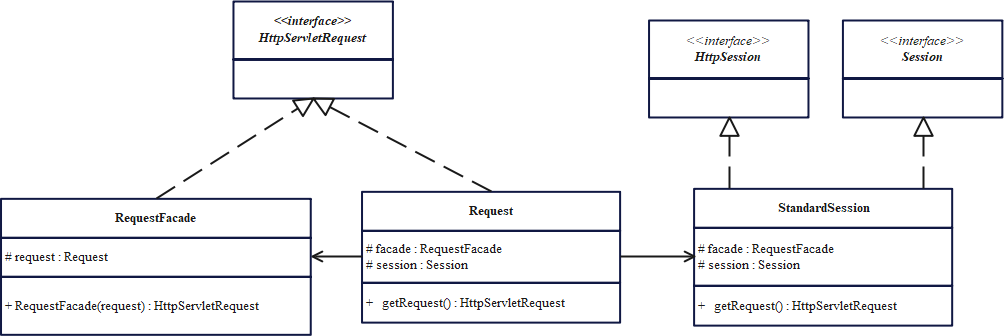 <<interface>>
HttpServletRequest
<<interface>>
HttpSession
<<interface>>
Session
RequestFacade
# request : Request
+ RequestFacade(request) : HttpServletRequest
Request
# facade : RequestFacade
# session : Session
+ getRequest() : HttpServletRequest
StandardSession
# facade : RequestFacade
# session : Session
+ getRequest() : HttpServletRequest